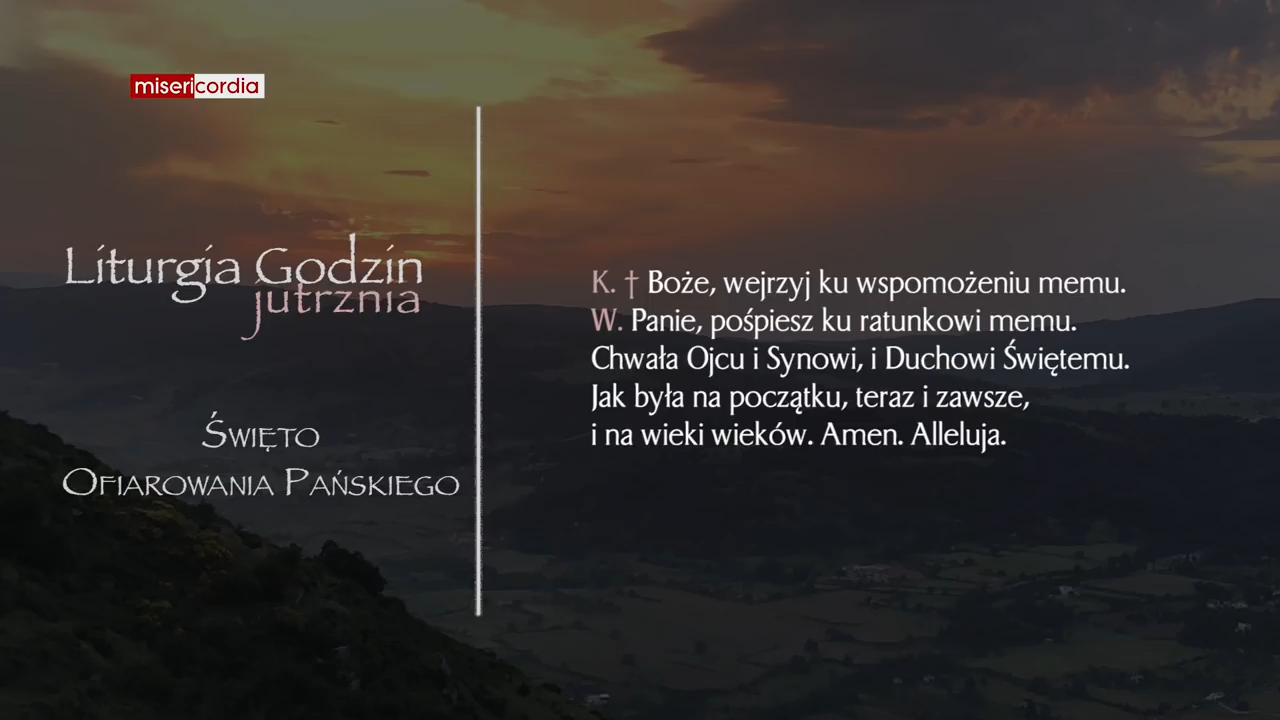 misericordia
Liturgia Godzin
jutrznia
Święto
Ofiarowania Pańskiego
K. † Boże, wejrzyj ku wspomożeniu memu.
W. Panie, pośpiesz ku ratunkowi memu.
Chwała Ojcu i Synowi, i Duchowi Świętemu.
Jak była na początku, teraz i zawsze,
i na wieki wieków. Amen. Alleluja.